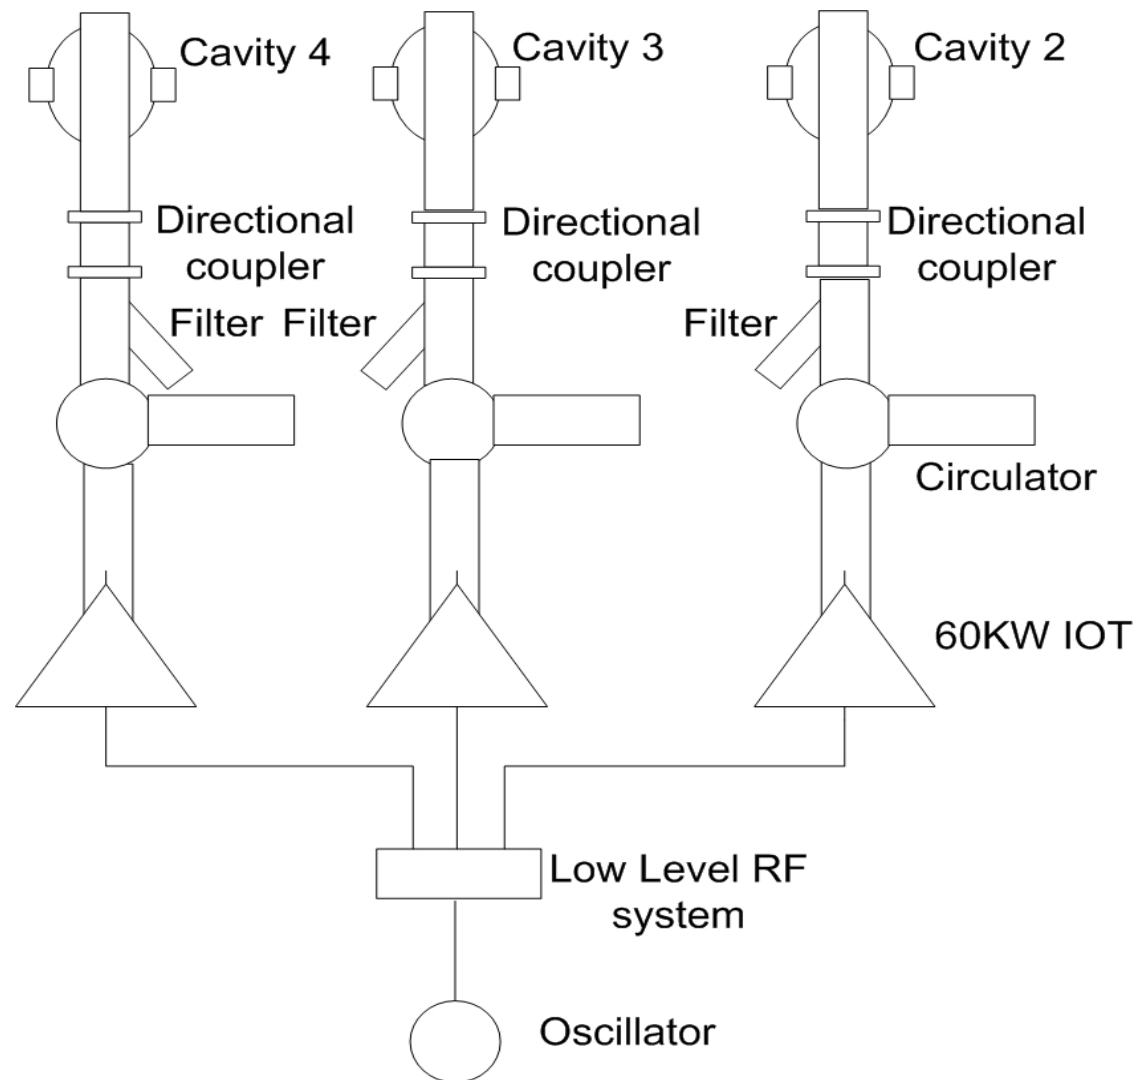 Cavity 4
Cavity 3
Cavity 2
Directional
coupler
Directional
coupler
Directional
coupler
Filter
Filter
Filter
Circulator
60KW IOT
Low Level RF
system
Oscillator